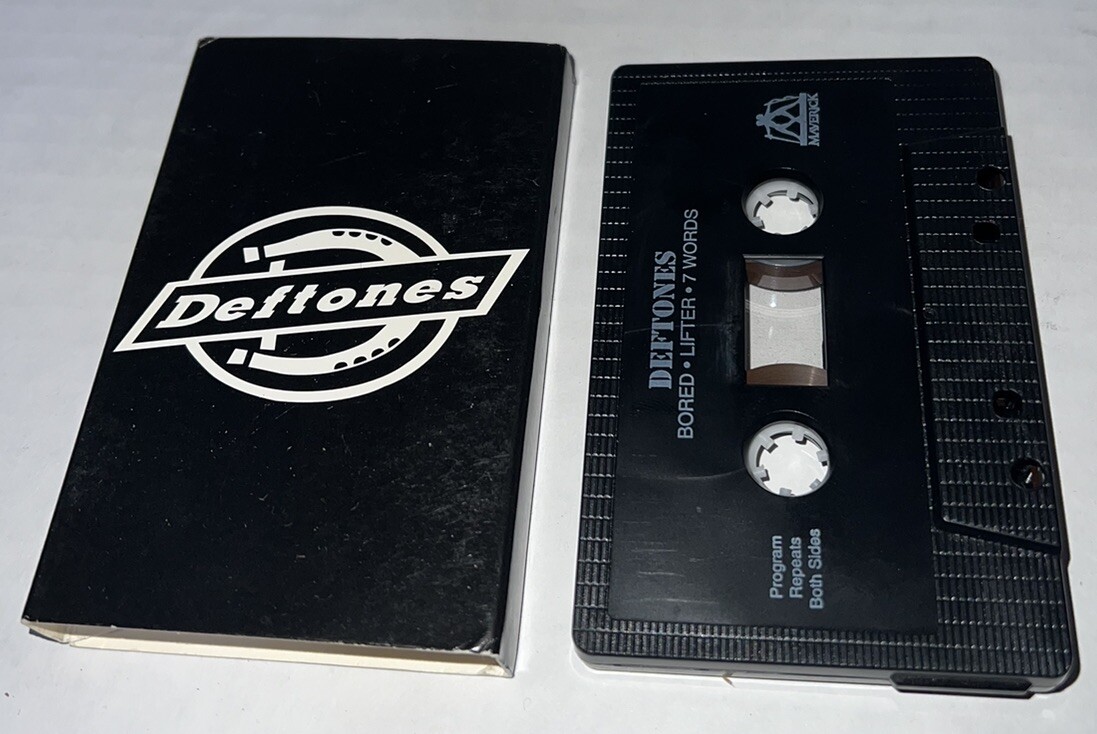 Deftones
MAVERICK
DEFTONES
BORED • LIFTER • 7 WORDS
Program
Repeats
Both Sides